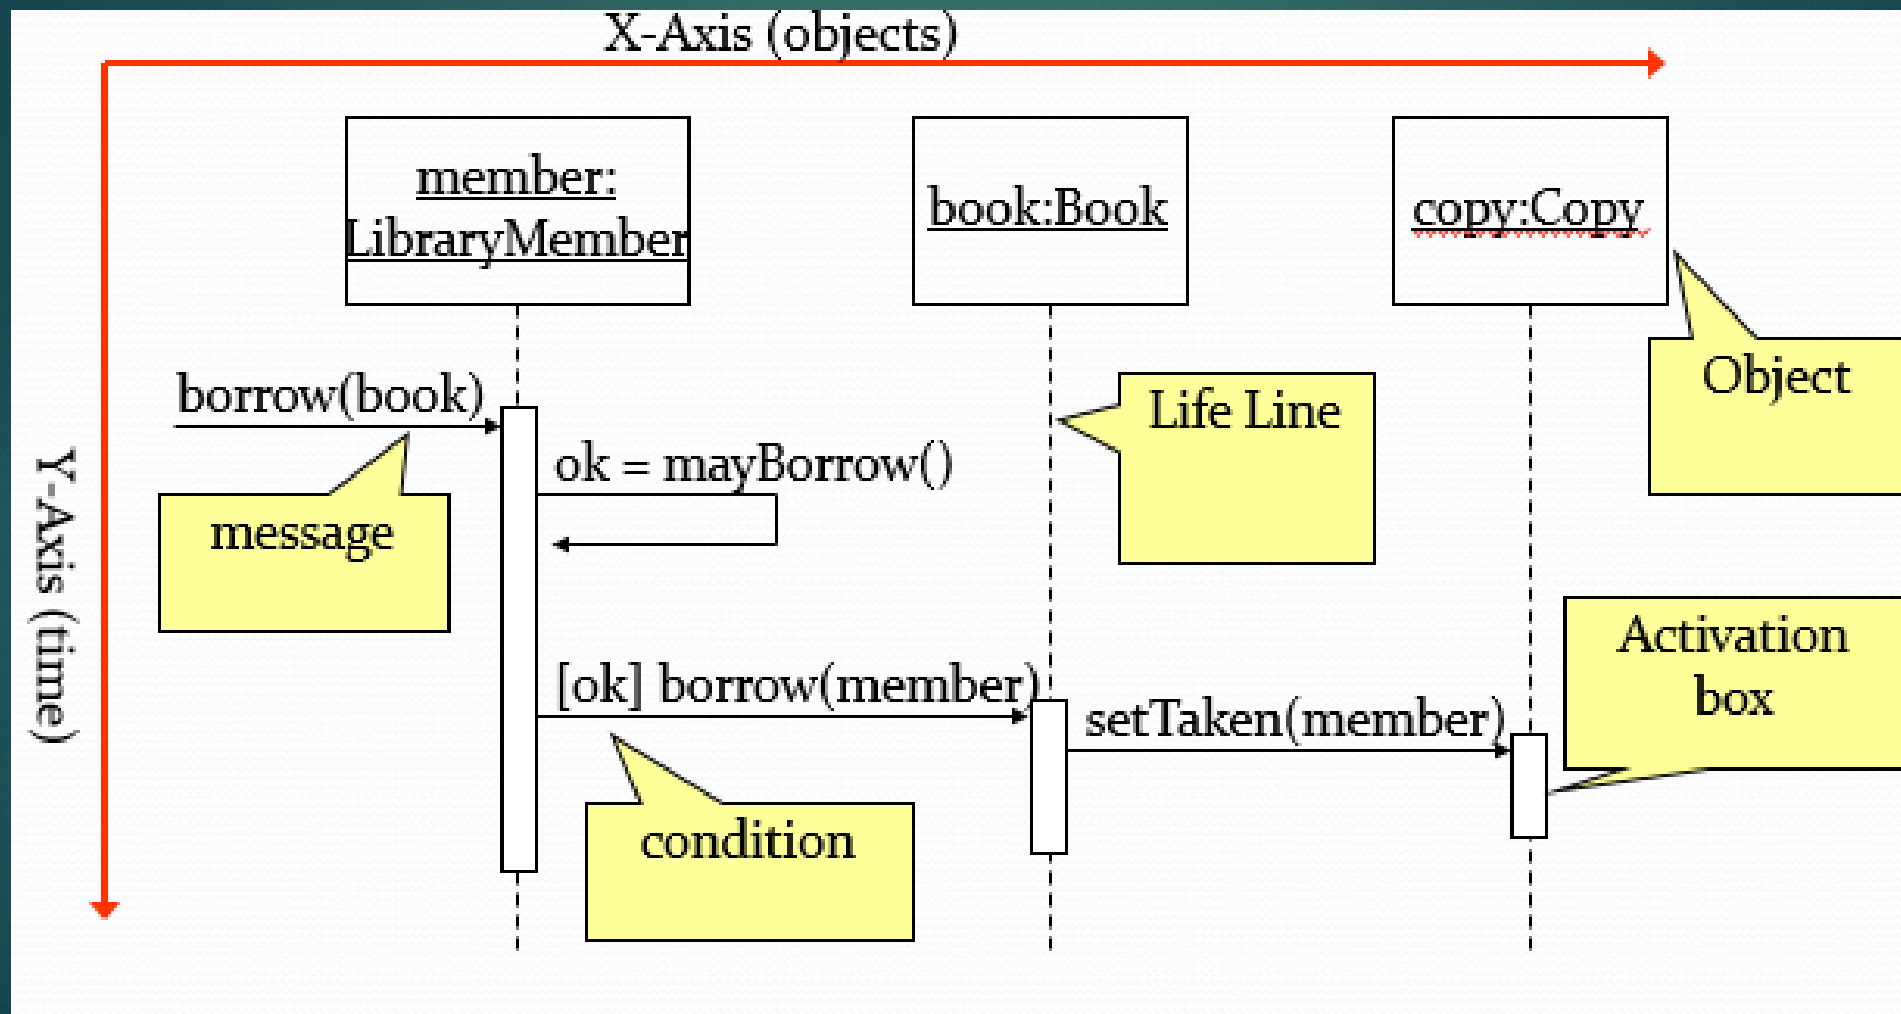 X-Axis (objects)
member:
LibraryMember
book:Book
copy:Copy
Object
borrow(book)
Life Line
ok = mayBorrow()
message
Y-Axis (time)
Activation
box
[ok] borrow(member)
setTaken(member)
condition